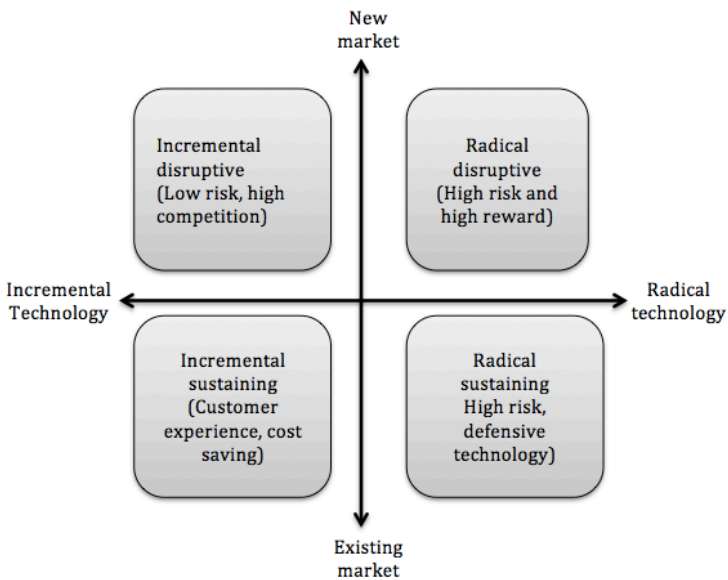 New
market
Incremental
disruptive
(Low risk, high
competition)
Radical
disruptive
(High risk and
high reward)
Incremental
Technology
Radical
technology
Incremental
sustaining
(Customer
experience, cost
saving)
Radical
sustaining
High risk,
defensive
technology)
Existing
market